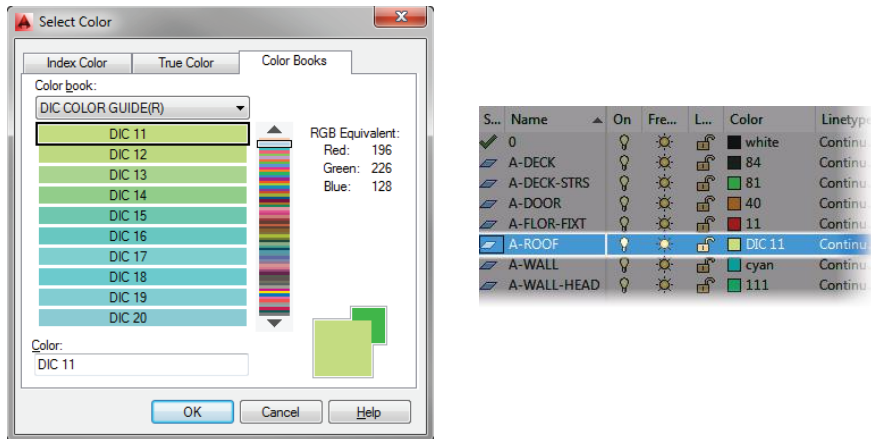 Select Color
Index Color True Color Color Books
Color book:
DIC COLOR GUIDE(R)
DIC 11
DIC 12
DIC 13
DIC 14
DIC 15
DIC 16
DIC 17
DIC 18
DIC 19
DIC 20
RGB Equivalent:
Red: 196
Green: 226
Blue: 128
Color:
DIC 11
OK Cancel Help
S... Name On Fre... L... Color Linetype
0 white Continu
A-DECK 84 Continu
A-DECK-STRS 81 Continu
A-DOOR 40 Continu
A-FLOR-FIXT 11 Continu
A-ROOF DIC 11 Continu
A-WALL cyan Continu
A-WALL-HEAD 111 Continu